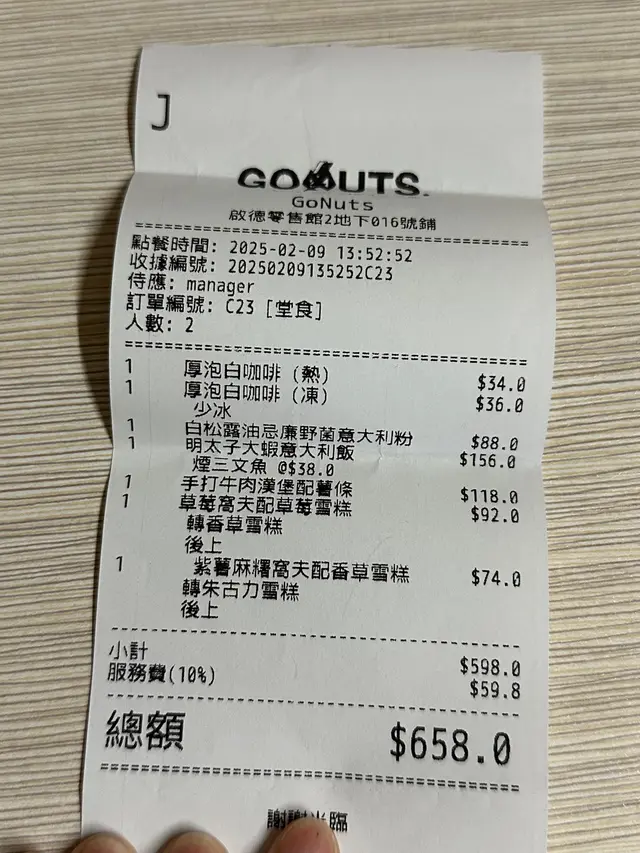 J
GONUTS.
GoNuts
啟德零售館2地下016號鋪
點餐時間: 2025-02-09 13:52:52
收據編號: 20250209135252C23
侍應: manager
訂單編號: C23 [堂食]
人數: 2
1 厚泡白咖啡 (熱) $34.0
1 厚泡白咖啡 (凍) $36.0
少冰
1 白松露油忌廉野菌意大利粉 $88.0
1 明太子大蝦意大利飯 $156.0
煙三文魚 @$38.0
1 手打牛肉漢堡配薯條 $118.0
1 草莓窩夫配草莓雪糕 $92.0
轉香草雪糕
後上
1 紫薯麻糬窩夫配香草雪糕 $74.0
轉朱古力雪糕
後上
小計 $598.0
服務費(10%) $59.8
總額 $658.0
謝謝光臨